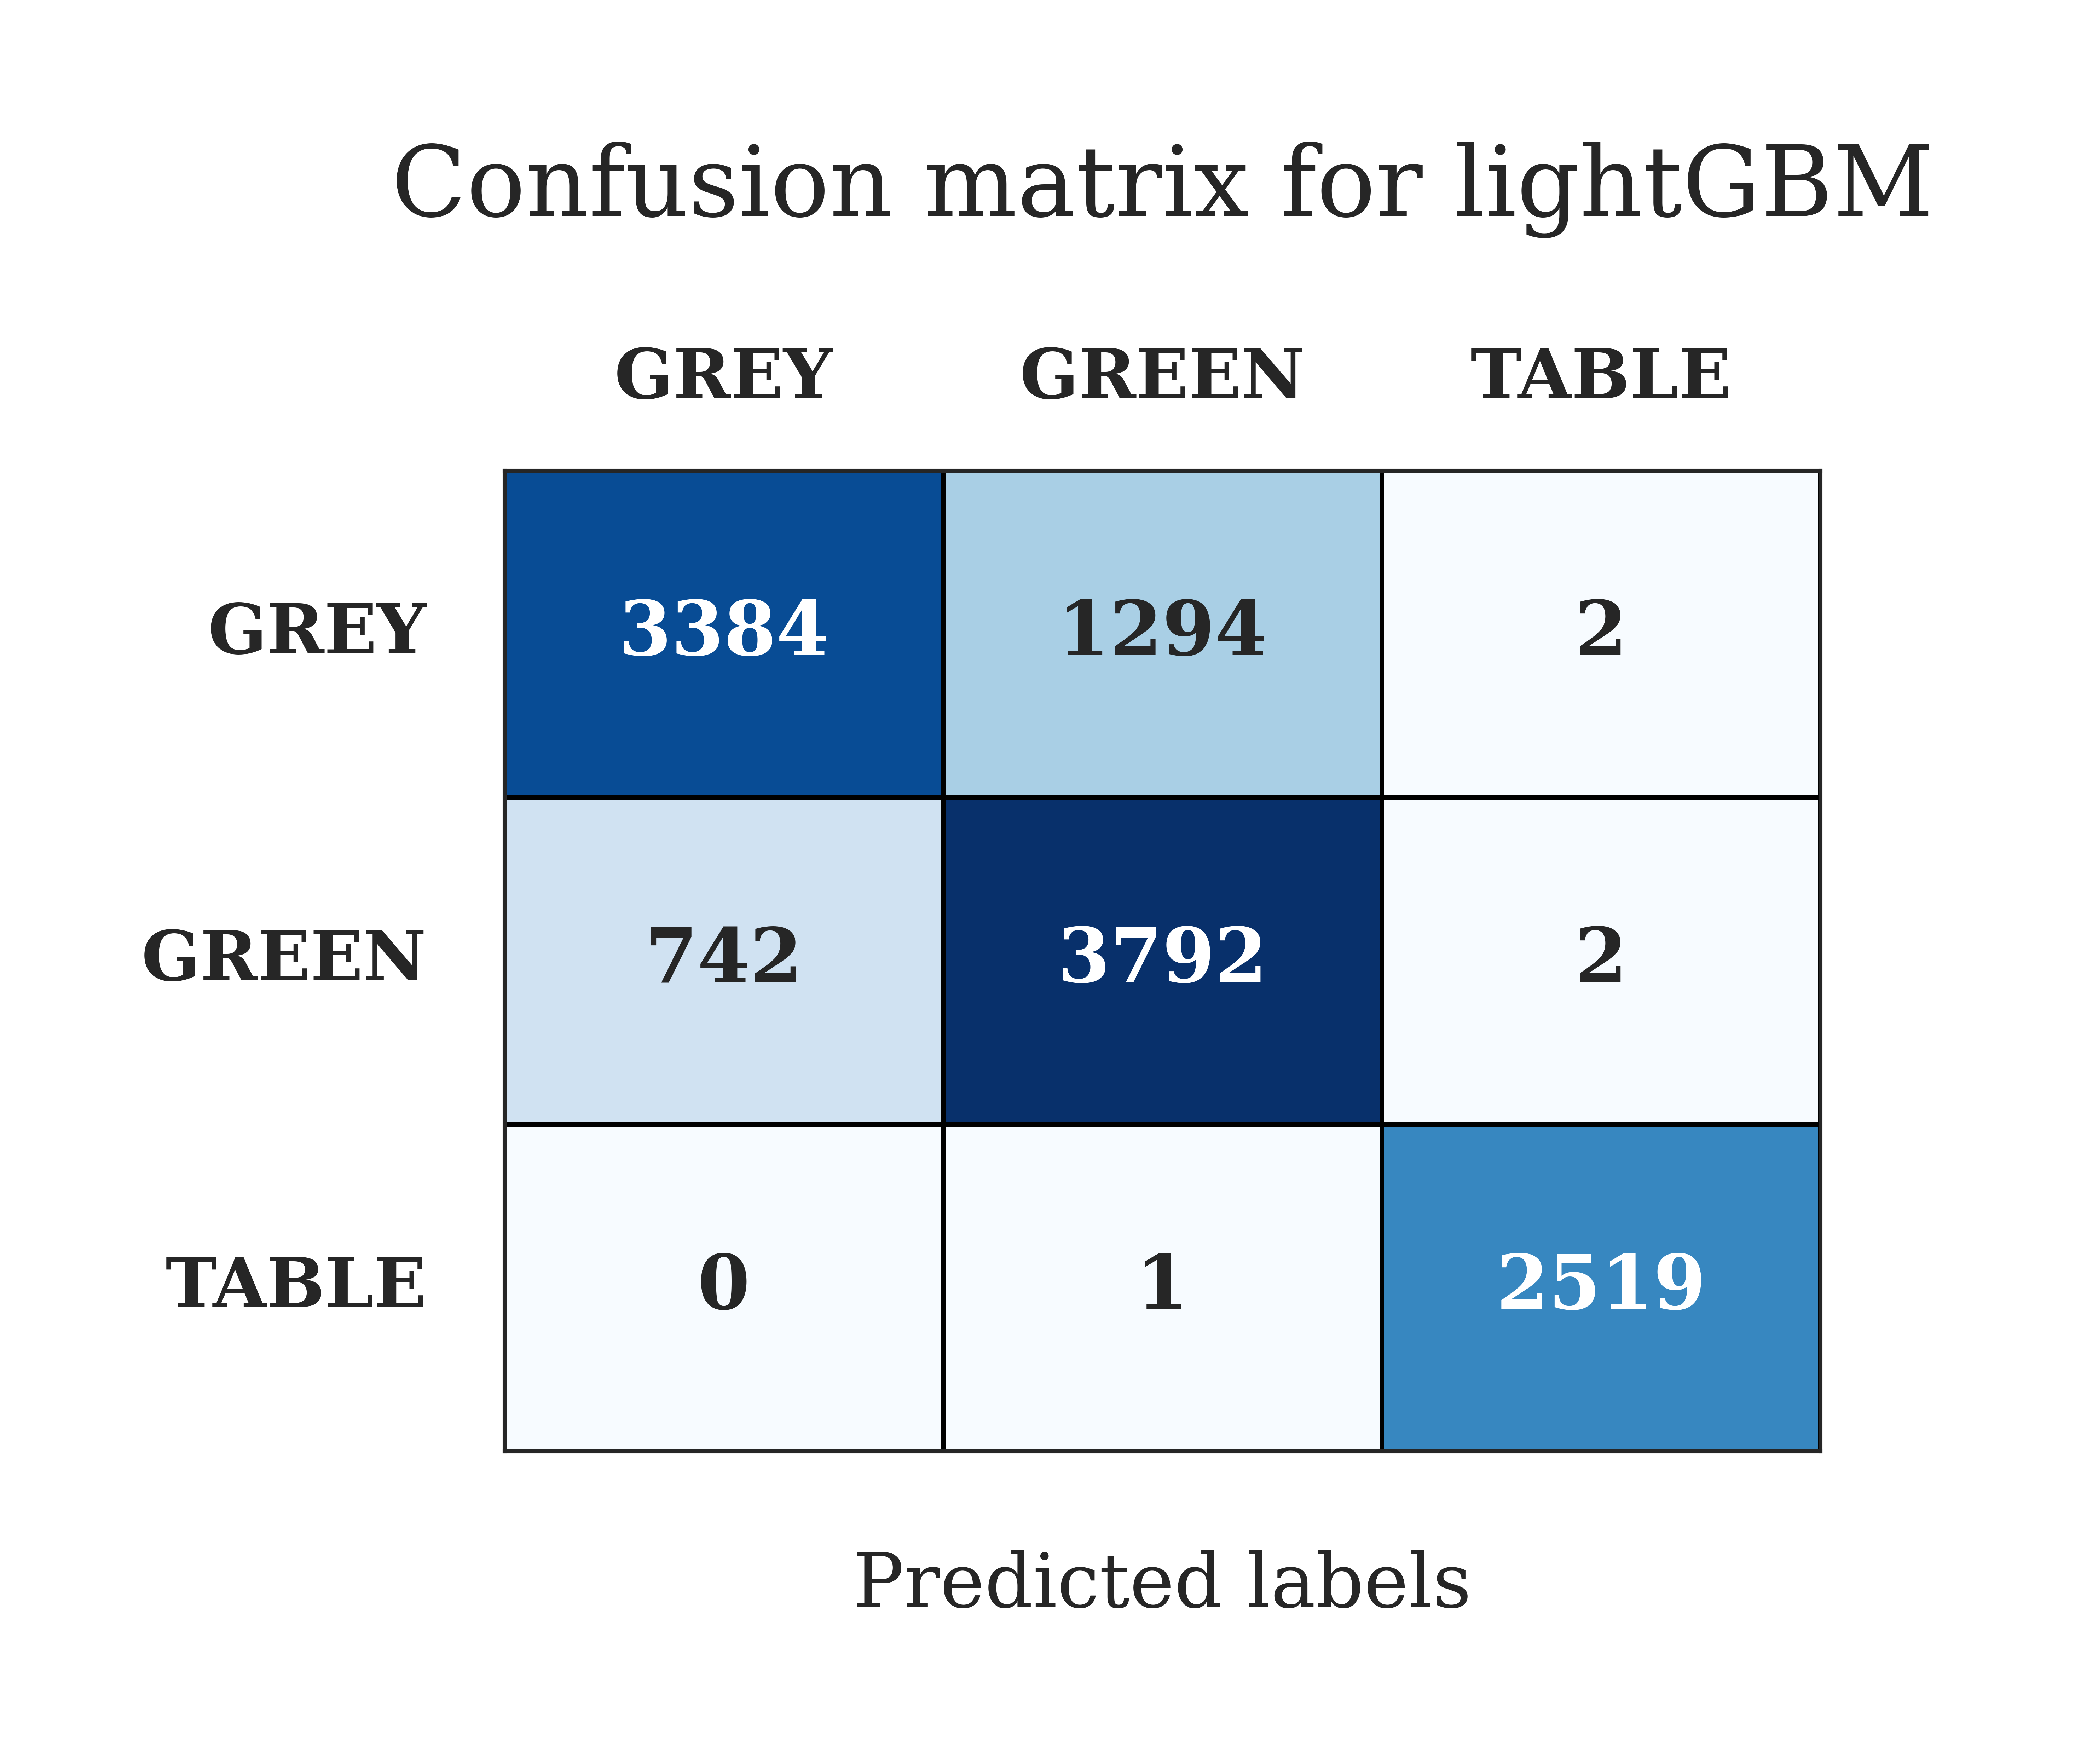 Confusion matrix for lightGBM
GREY GREEN TABLE
GREY 3384 1294 2
GREEN 742 3792 2
TABLE 0 1 2519
Predicted labels